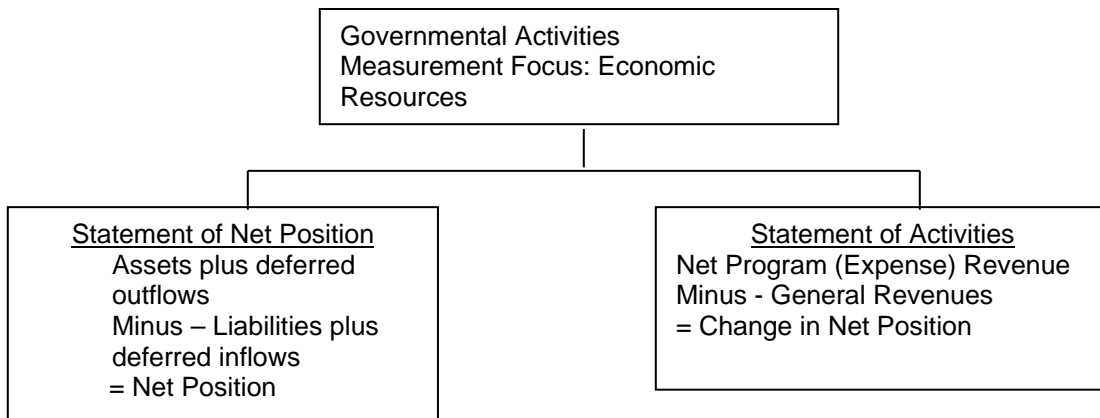 Governmental Activities
Measurement Focus: Economic
Resources
Statement of Net Position
Assets plus deferred
outflows
Minus – Liabilities plus
deferred inflows
= Net Position
Statement of Activities
Net Program (Expense) Revenue
Minus - General Revenues
= Change in Net Position